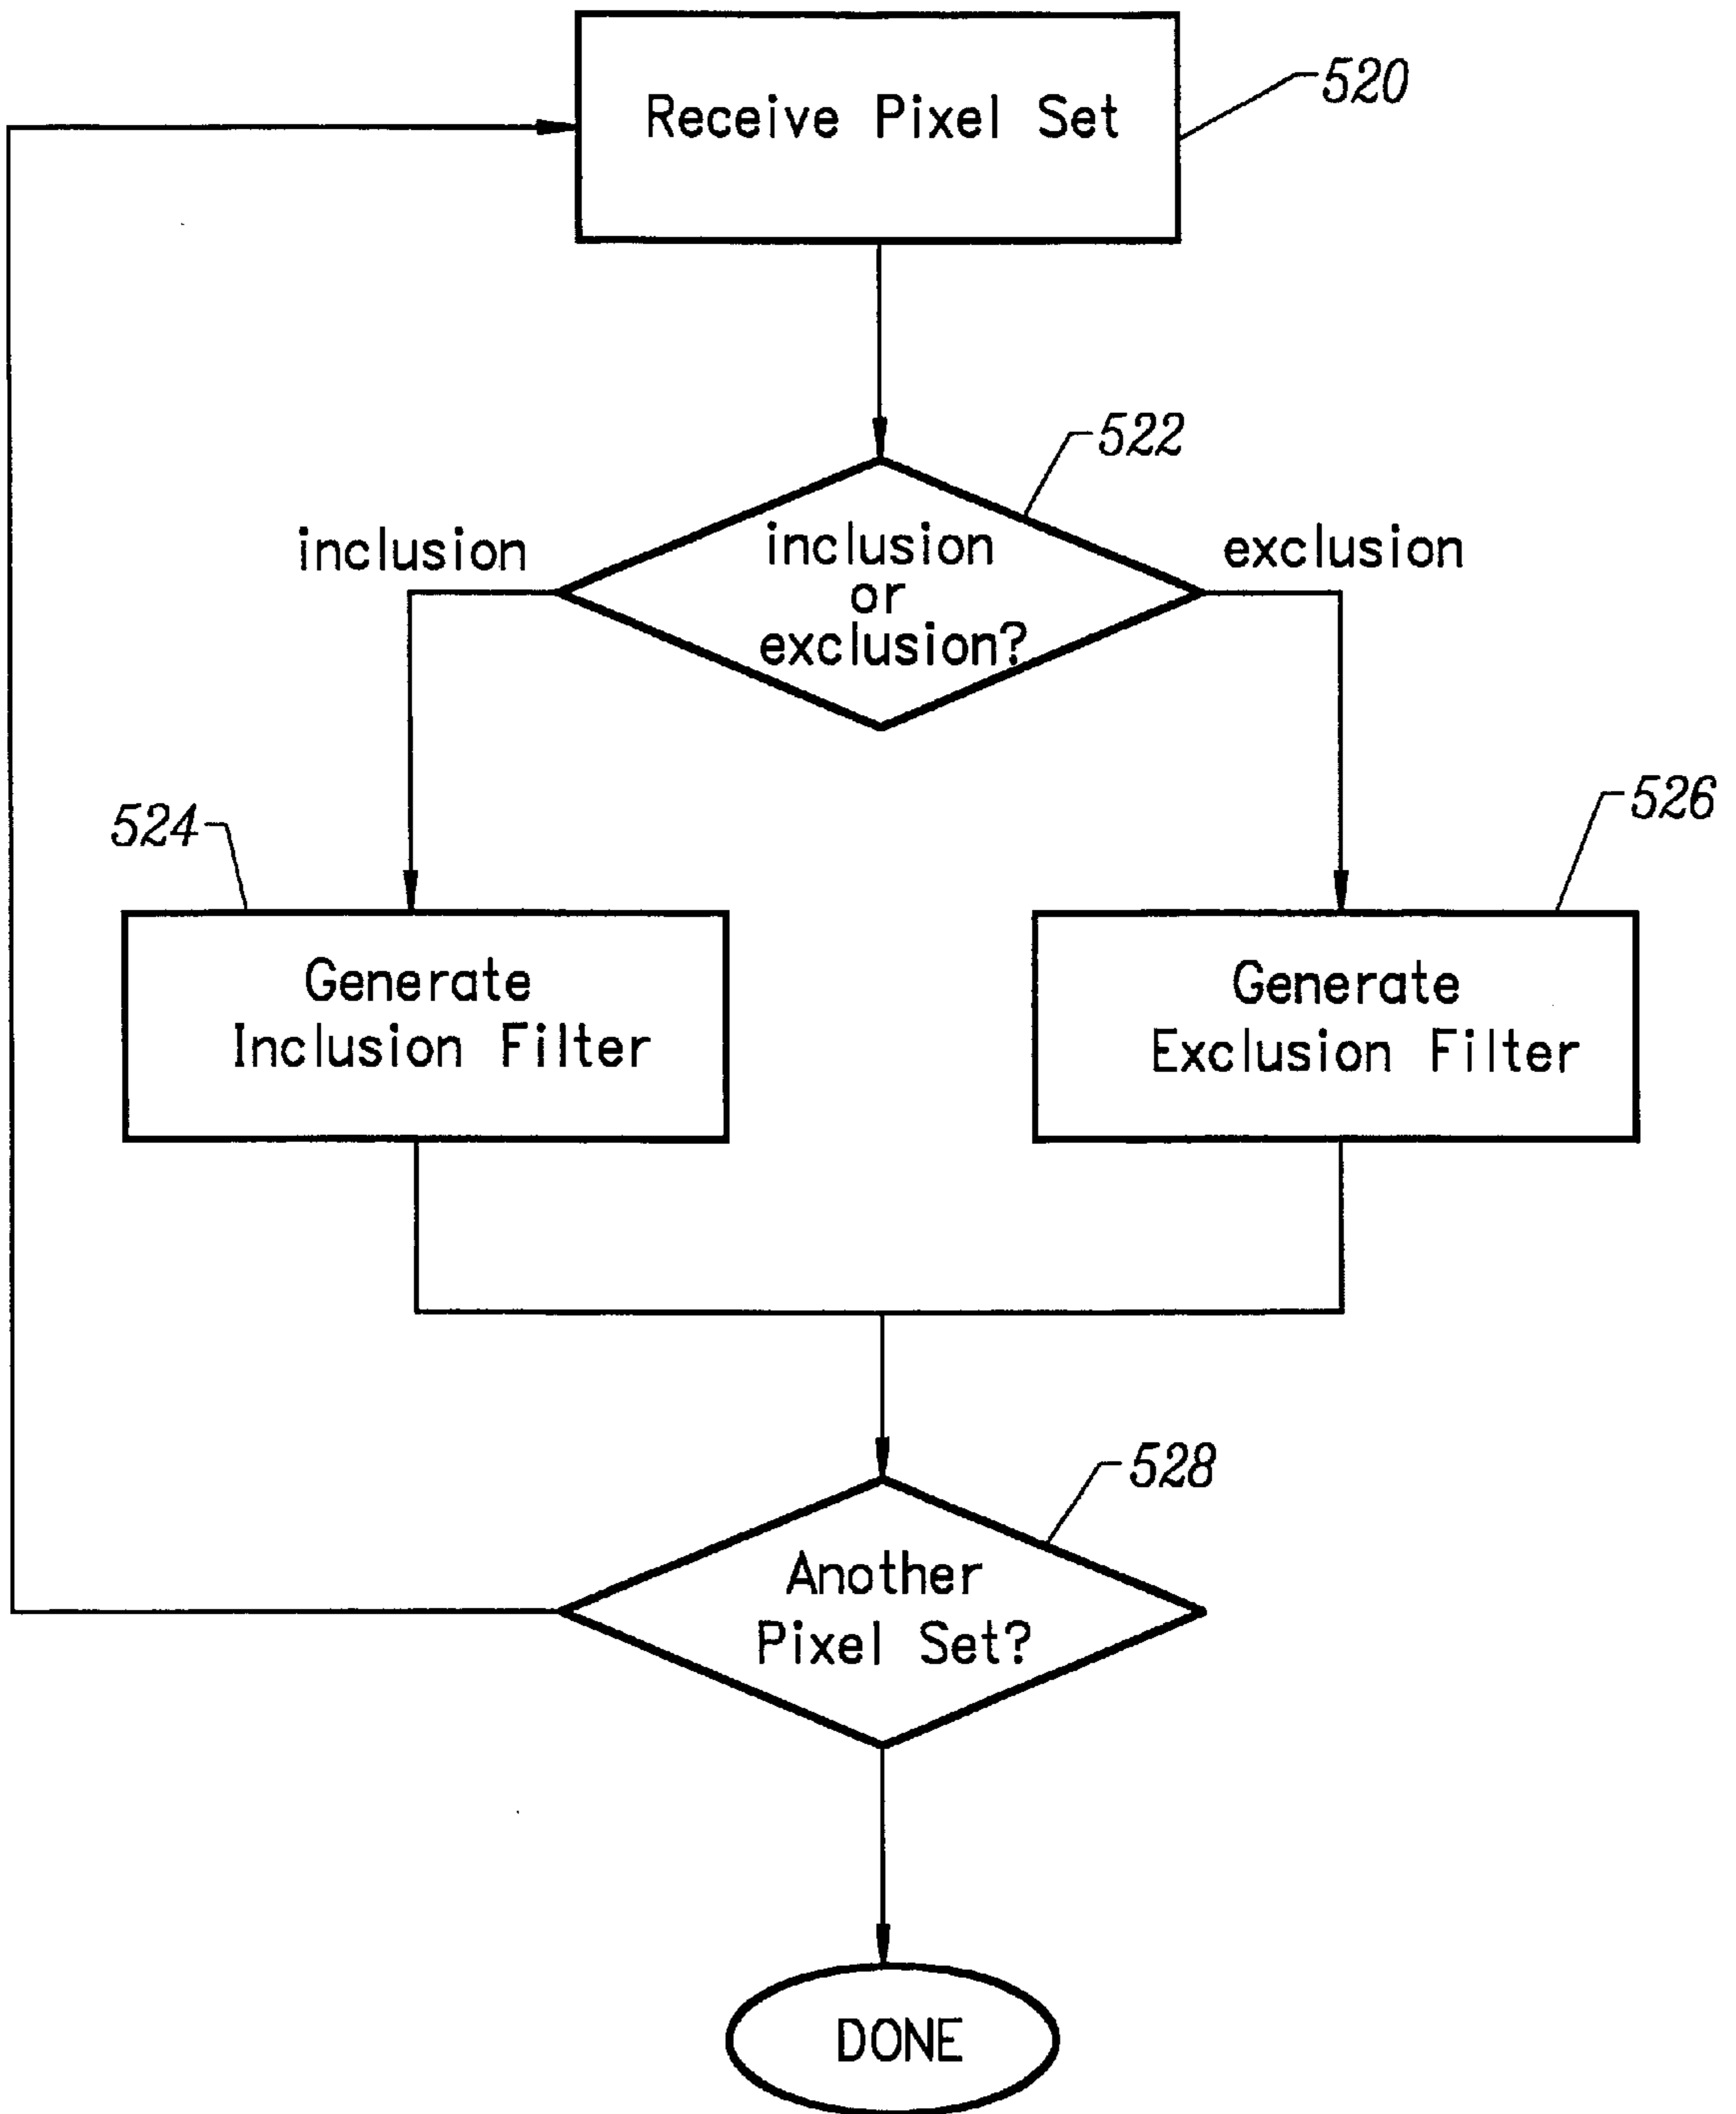 Receive Pixel Set
520
522
inclusion
inclusion
or
exclusion?
exclusion
524
526
Generate
Inclusion Filter
Generate
Exclusion Filter
528
Another
Pixel Set?
DONE